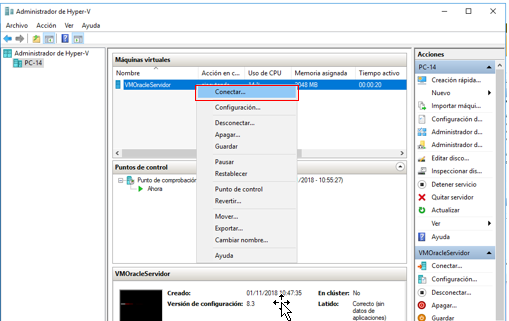 Administrador de Hyper-V
Archivo Acción Ver Ayuda
Administrador de Hyper-V
PC-14
Máquinas virtuales
Nombre Acción en c... Uso de CPU Memoria asignada Tiempo activo
VMOracleServidor 2048 MB 00:00:20
Conectar...
Configuración...
Desconectar...
Apagar...
Guardar
Pausar
Restablecer
Punto de control
Revertir...
Mover...
Exportar...
Cambiar nombre...
Ayuda
Puntos de control
Punto de comprobación /2018 - 10:55:27)
Ahora
VMOracleServidor
Creado: 01/11/2018 10:47:35 En clúster: No
Versión de configuración: 8.3 Latido: Correcto (sin
datos de
aplicaciones)
Acciones
PC-14
Creación rápida...
Nuevo
Importar máqui...
Configuración d...
Administrador d...
Administrador d...
Editar disco...
Inspeccionar dis...
Detener servicio
Quitar servidor
Actualizar
Ver
Ayuda
VMOracleServidor
Conectar...
Configuración...
Desconectar...
Apagar...
Guardar